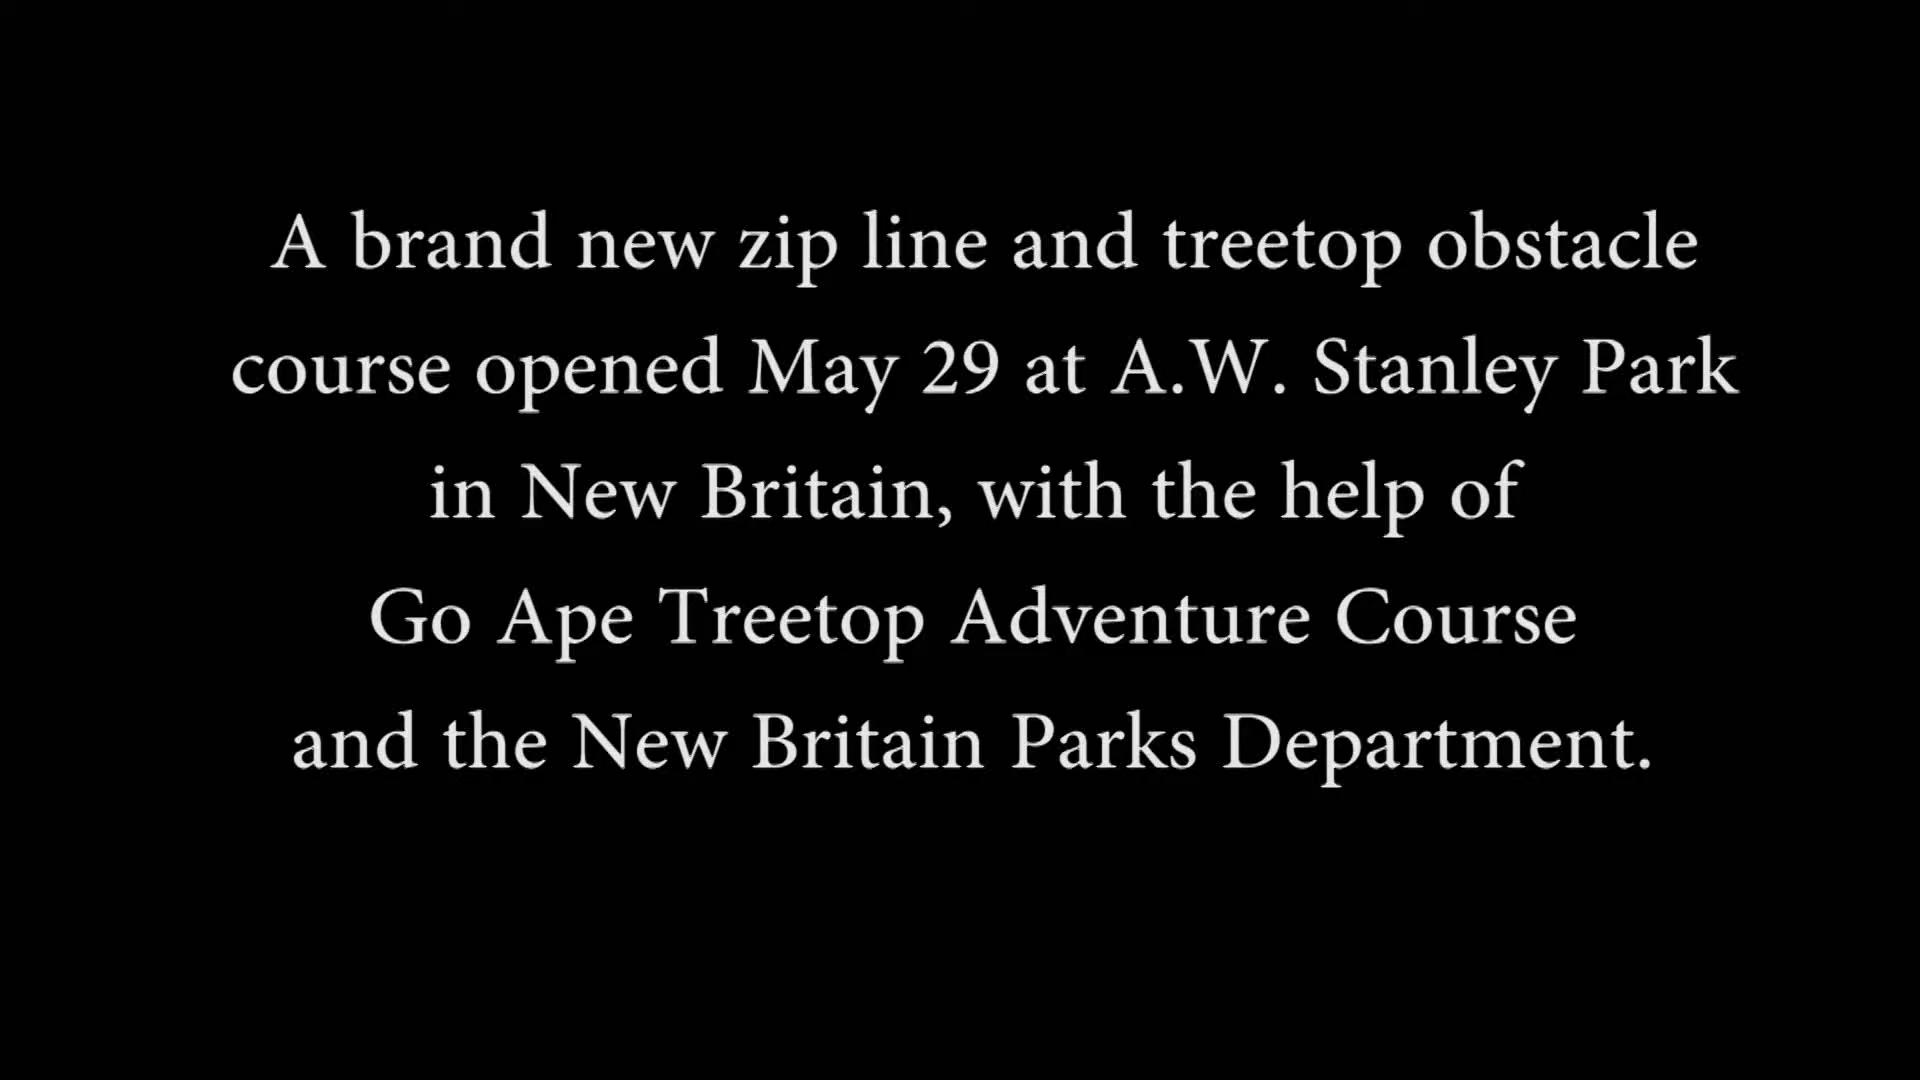 A brand new zip line and treetop obstacle
course opened May 29 at A.W. Stanley Park
in New Britain, with the help of
Go Ape Treetop Adventure Course
and the New Britain Parks Department.